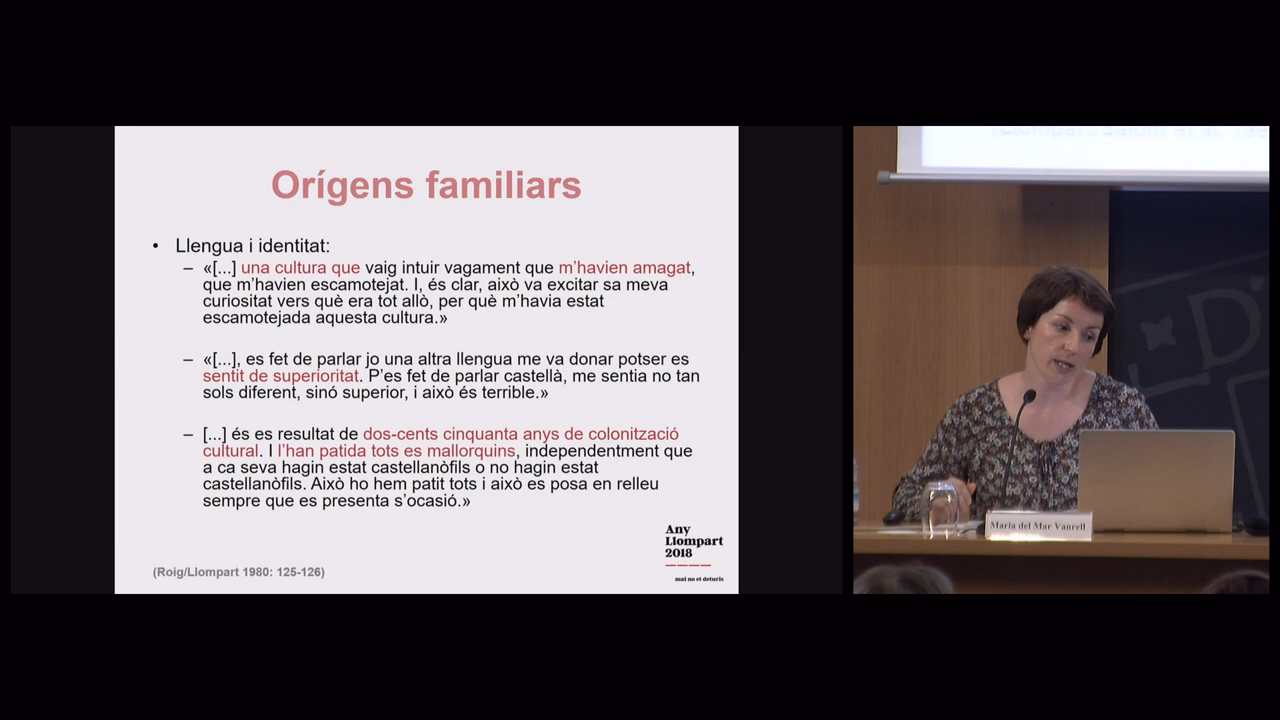 Orígens familiars
• Llengua i identitat:
– «[...] una cultura que vaig intuir vagament que m'havien amagat,
que m'havien escamotejat. I, és clar, això va excitar sa meva
curiositat vers què era tot allò, per què m'havia estat
escamotejada aquesta cultura.»
– «[...], es fet de parlar jo una altra llengua me va donar potser es
sentit de superioritat. P'es fet de parlar castellà, me sentia no tan
sols diferent, sinó superior, i això és terrible.»
– [...] és es resultat de dos-cents cinquanta anys de colonització
cultural. I l'han patida tots es mallorquins, independentment que
a ca seva hagin estat castellanòfils o no hagin estat
castellanòfils. Això ho hem patit tots i això es posa en relleu
sempre que es presenta s'ocasió.»
(Roig/Llompart 1980: 125-126)
Any
Llompart
2018
mai no et deturis
Maria del Mar Vanrell
D'